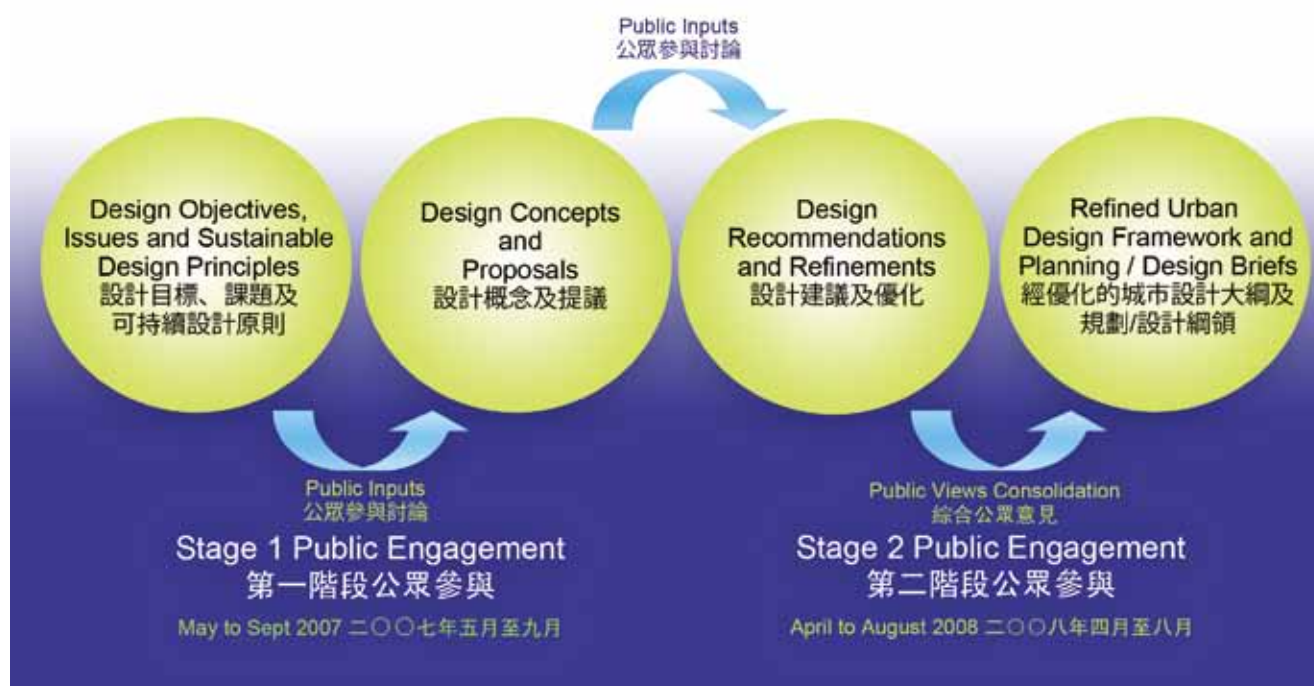 Public Inputs
公眾參與討論
Design Objectives,
Issues and Sustainable
Design Principles
設計目標、課題及
可持續設計原則
Design Concepts
and
Proposals
設計概念及提議
Design
Recommendations
and Refinements
設計建議及優化
Refined Urban
Design Framework and
Planning / Design Briefs
經優化的城市設計大綱及
規劃/設計綱領
Public Inputs
公眾參與討論
Stage 1 Public Engagement
第一階段公眾參與
May to Sept 2007 二〇〇七年五月至九月
Public Views Consolidation
綜合公眾意見
Stage 2 Public Engagement
第二階段公眾參與
April to August 2008 二〇〇八年四月至八月